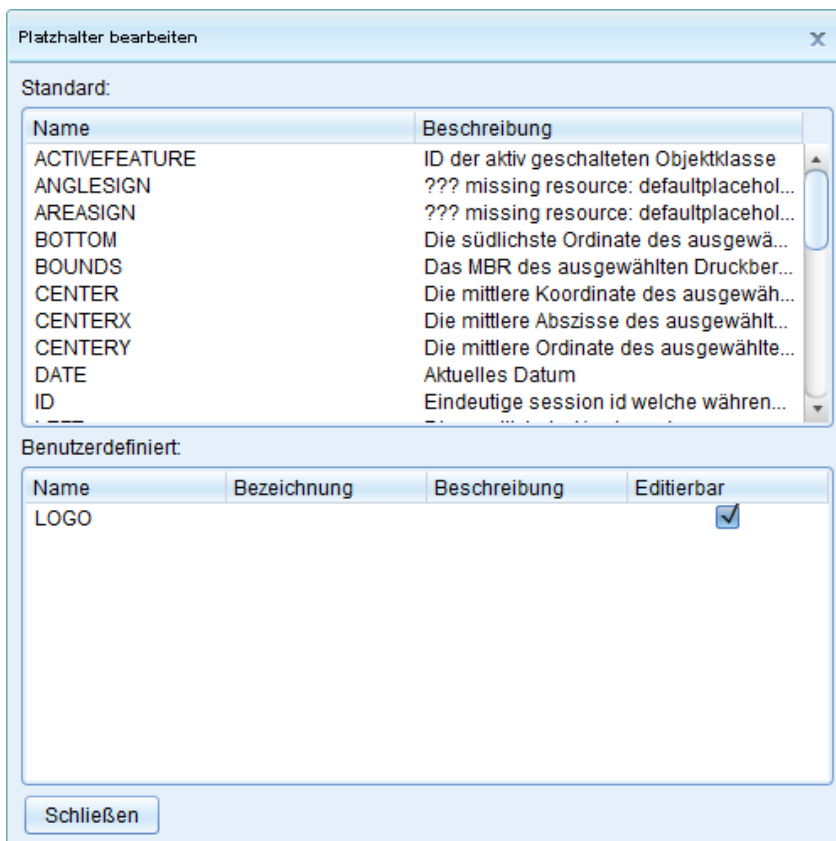 Platzhalter bearbeiten
Standard:
Name Beschreibung
ACTIVEFEATURE ID der aktiv geschalteten Objektklasse
ANGLESIGN ??? missing resource: defaultplacehol...
AREASIGN ??? missing resource: defaultplacehol...
BOTTOM Die südlichste Ordinate des ausgewä...
BOUNDS Das MBR des ausgewählten Druckber...
CENTER Die mittlere Koordinate des ausgewäh...
CENTERX Die mittlere Abszisse des ausgewählt...
CENTERY Die mittlere Ordinate des ausgewählte...
DATE Aktuelles Datum
ID Eindeutige session id welche währen...
Benutzerdefiniert:
Name Bezeichnung Beschreibung Editierbar
LOGO
Schließen